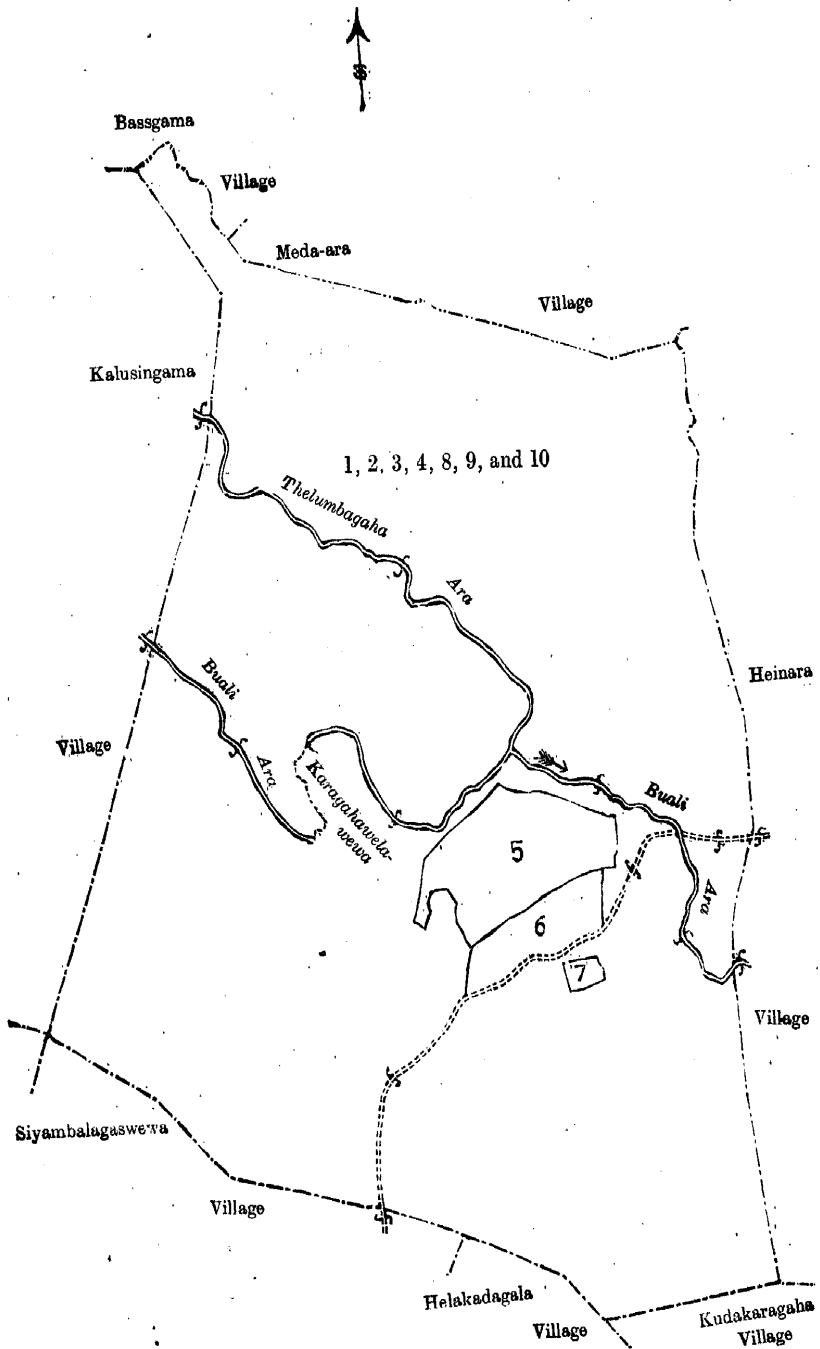 Bassgama
Village
Meda-ara
Village
Kalusingama
1, 2, 3, 4, 8, 9, and 10
Thelumbagaha
Ara
Heinara
Buali
Village
Ara
Karagahawela-
wewa
Buali
5
Ara
6
7
Village
Siyambalagaswewa
Village
Helakadagala
Village
Kudakaragaha
Village